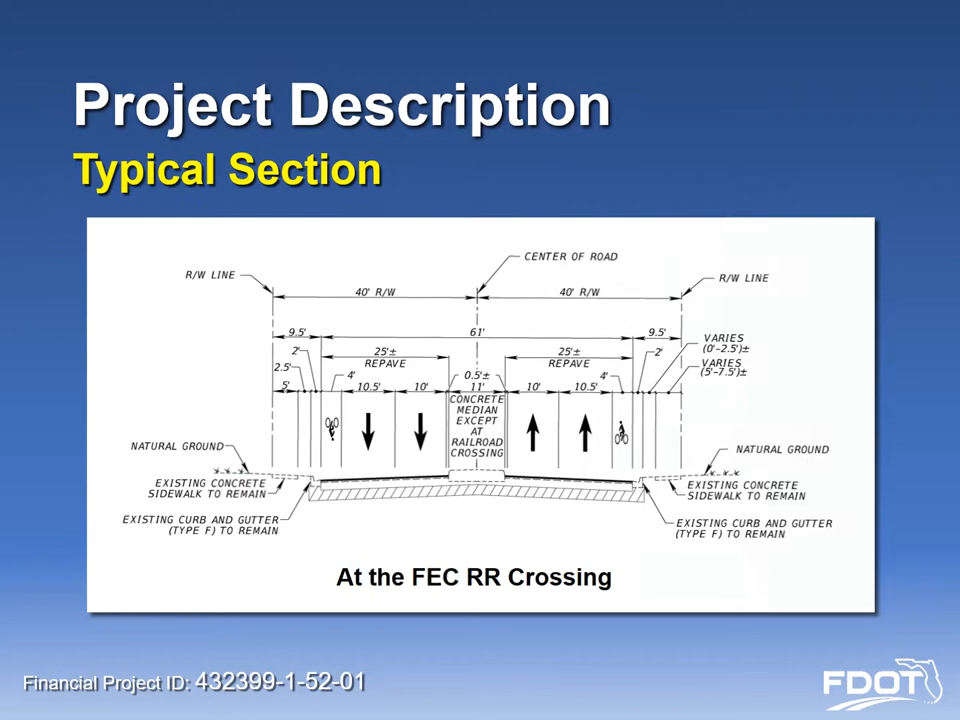 Project Description
Typical Section
CENTER OF ROAD
R/W LINE
R/W LINE
40' R/W
40' R/W
9.5'
61'
9.5'
VARIES
(0'-2.5')±
2'
25'±
REPAVE
25'±
REPAVE
2'
VARIES
(5'-7.5')±
2.5'
4'
0.5'±
4'
5'
10.5'
10'
11'
10'
10.5'
CONCRETE
MEDIAN
EXCEPT
AT
RAILROAD
CROSSING
NATURAL GROUND
NATURAL GROUND
EXISTING CONCRETE
SIDEWALK TO REMAIN
EXISTING CONCRETE
SIDEWALK TO REMAIN
EXISTING CURB AND GUTTER
(TYPE F) TO REMAIN
EXISTING CURB AND GUTTER
(TYPE F) TO REMAIN
At the FEC RR Crossing
Financial Project ID: 432399-1-52-01
FDOT